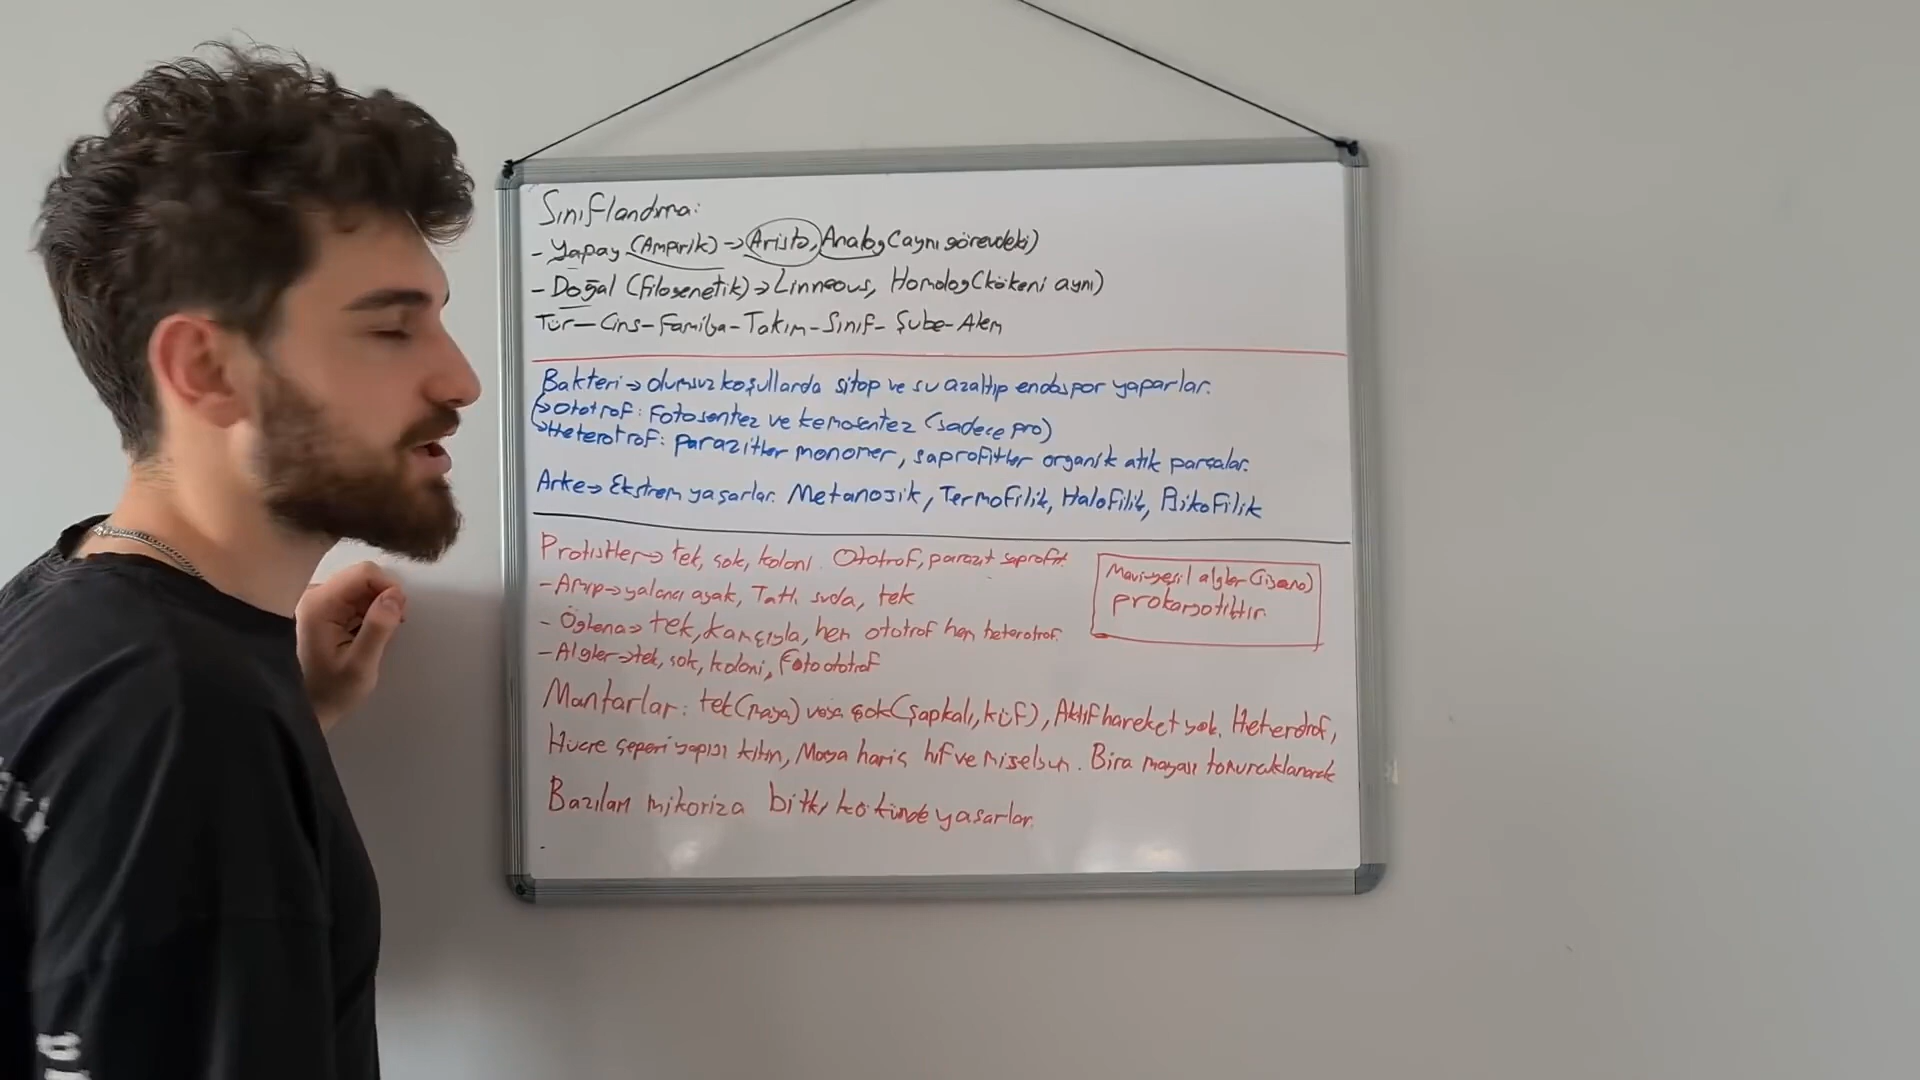 Sınıflandırma:
- Yapay (Ampirik) → Aristo, Analog (aynı görevdeki)
- Doğal (Filogenetik) → Linneous, Homolog (kökeni aynı)
Tür - Cins - Familya - Takım - Sınıf - Şube - Alem
Bakteri → olumsuz koşullarda sitop ve su azaltıp endospor yaparlar.
→ Ototrof: Fotosentez ve kemosentez (sadece pro)
→ Heterotrof: parazitler monomer, saprofitler organik atık parçalar.
Arke → Ekstrem yaşarlar. Metanojik, Termofilik, Halofilik, Psikofilik
Protistler → tek, çok, koloni. Ototrof, parazit saprofit.
- Amip → yalancı ayak, Tatlı suda, tek
- Öglena → tek, kamçıyla, hem ototrof hem heterotrof.
- Algler → tek, çok, koloni, fotoototrof
Mavi-yeşil algler (siyano)
prokaryotiktir.
Mantarlar: tek (maya) veya çok (şapkalı, küf), Aktif hareket yok. Heterotrof,
Hücre çeperi yapısı kitin, Maya hariç hif ve miselyum. Bira mayası tomurcuklanarak
Bazıları mikoriza bitki kökünde yaşarlar.